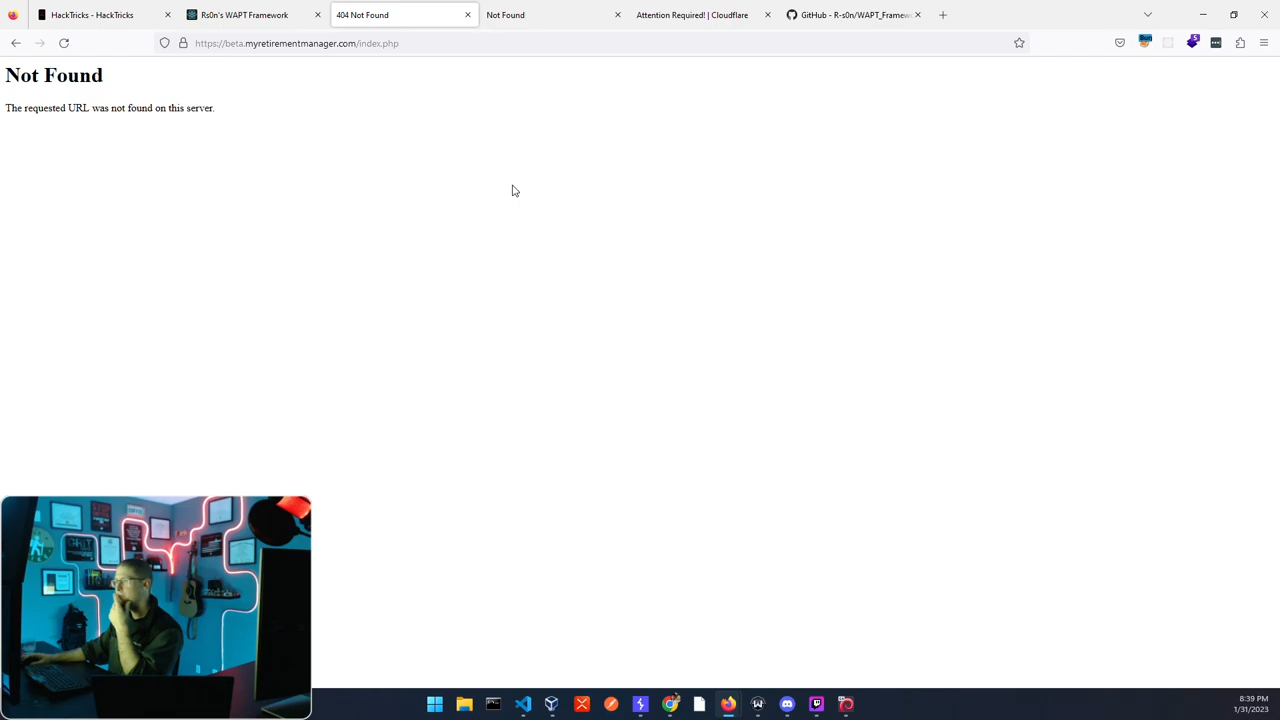 HackTricks - HackTricks
Rs0n's WAPT Framework
404 Not Found
Not Found
Attention Required! | Cloudflare
GitHub - R-s0n/WAPT_Framew
https://beta.myretirementmanager.com/index.php
5
Not Found
The requested URL was not found on this server.
8:39 PM
1/31/2023